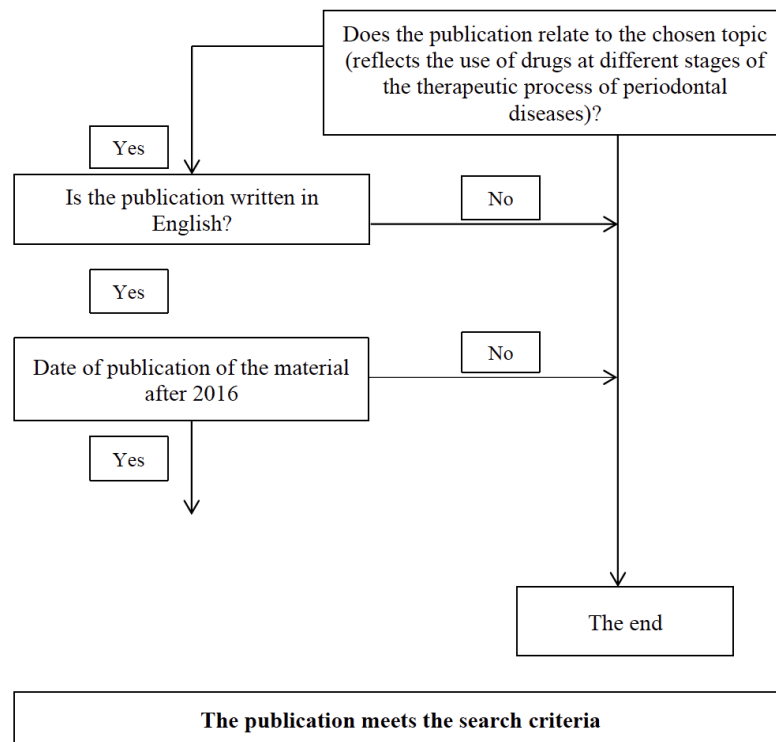 Does the publication relate to the chosen topic
(reflects the use of drugs at different stages of
the therapeutic process of periodontal
diseases)?
Yes
Is the publication written in
English?
No
Yes
Date of publication of the material
after 2016
No
Yes
The end
The publication meets the search criteria